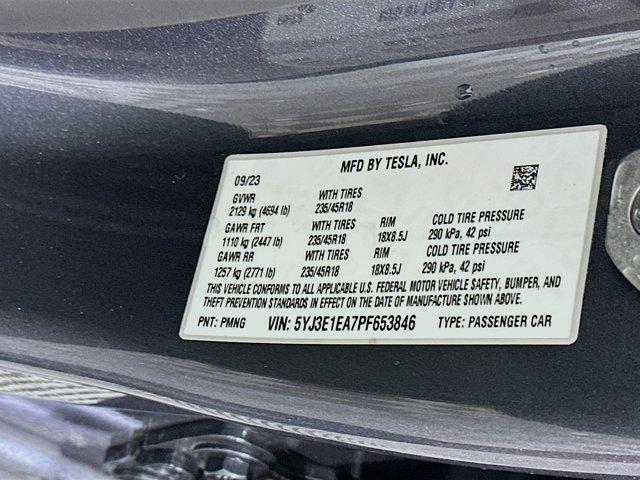 MFD BY TESLA, INC.
09/23
GVWR WITH TIRES
2129 kg (4694 lb) 235/45R18
GAWR FRT WITH TIRES RIM COLD TIRE PRESSURE
1110 kg (2447 lb) 235/45R18 18X8.5J 290 kPa, 42 psi
GAWR RR WITH TIRES RIM COLD TIRE PRESSURE
1257 kg (2771 lb) 235/45R18 18X8.5J 290 kPa, 42 psi
THIS VEHICLE CONFORMS TO ALL APPLICABLE U.S. FEDERAL MOTOR VEHICLE SAFETY, BUMPER, AND
THEFT PREVENTION STANDARDS IN EFFECT ON THE DATE OF MANUFACTURE SHOWN ABOVE.
PNT: PMNG VIN: 5YJ3E1EA7PF653846 TYPE: PASSENGER CAR